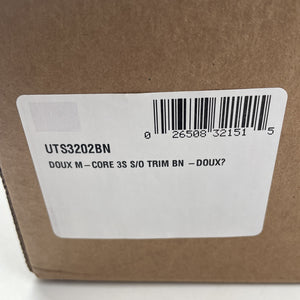 0 26508 32151 5
UTS3202BN
DOUX M-CORE 3S S/O TRIM BN -DOUX?